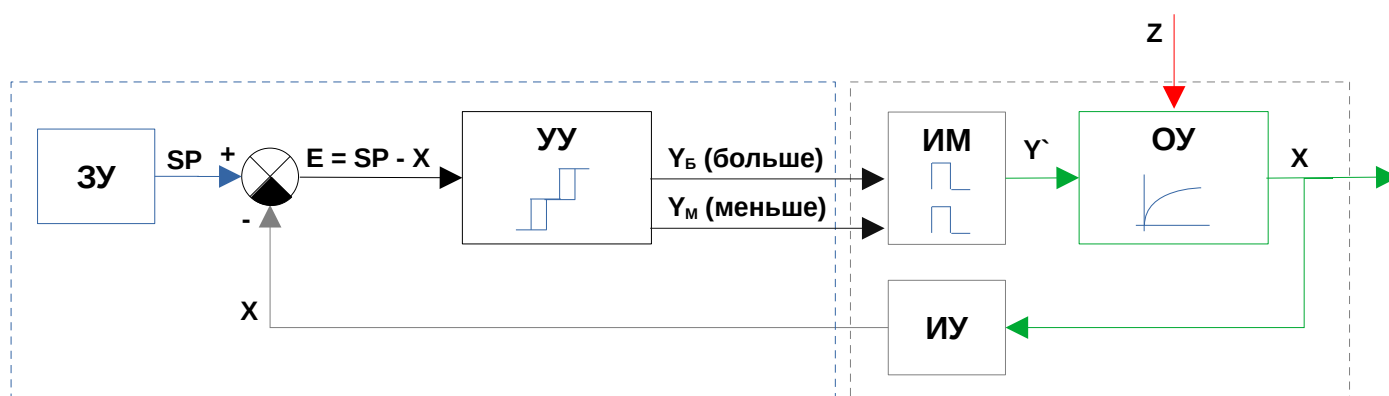 Z
ЗУ
SP
+
-
E = SP - X
УУ
YБ (больше)
YМ (меньше)
ИМ
Y`
ОУ
X
X
ИУ